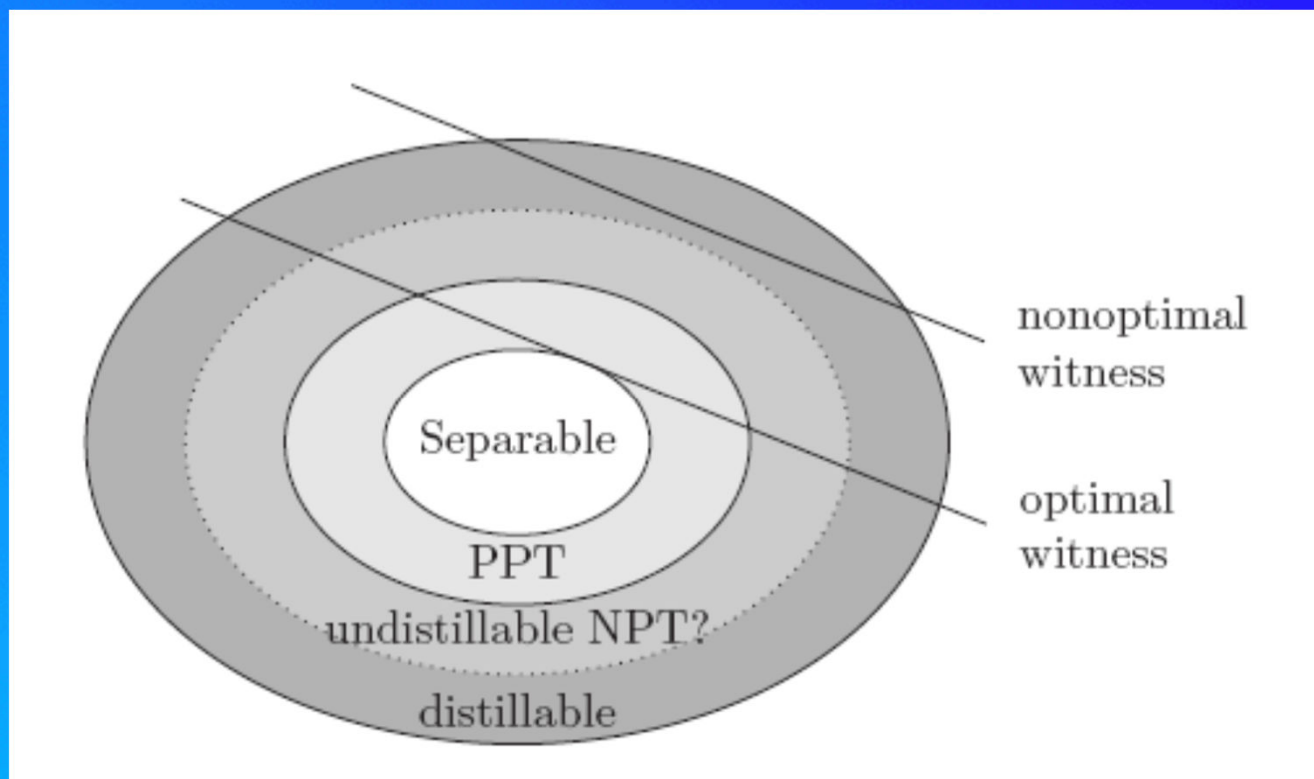 nonoptimal
witness
Separable
optimal
witness
PPT
undistillable NPT?
distillable